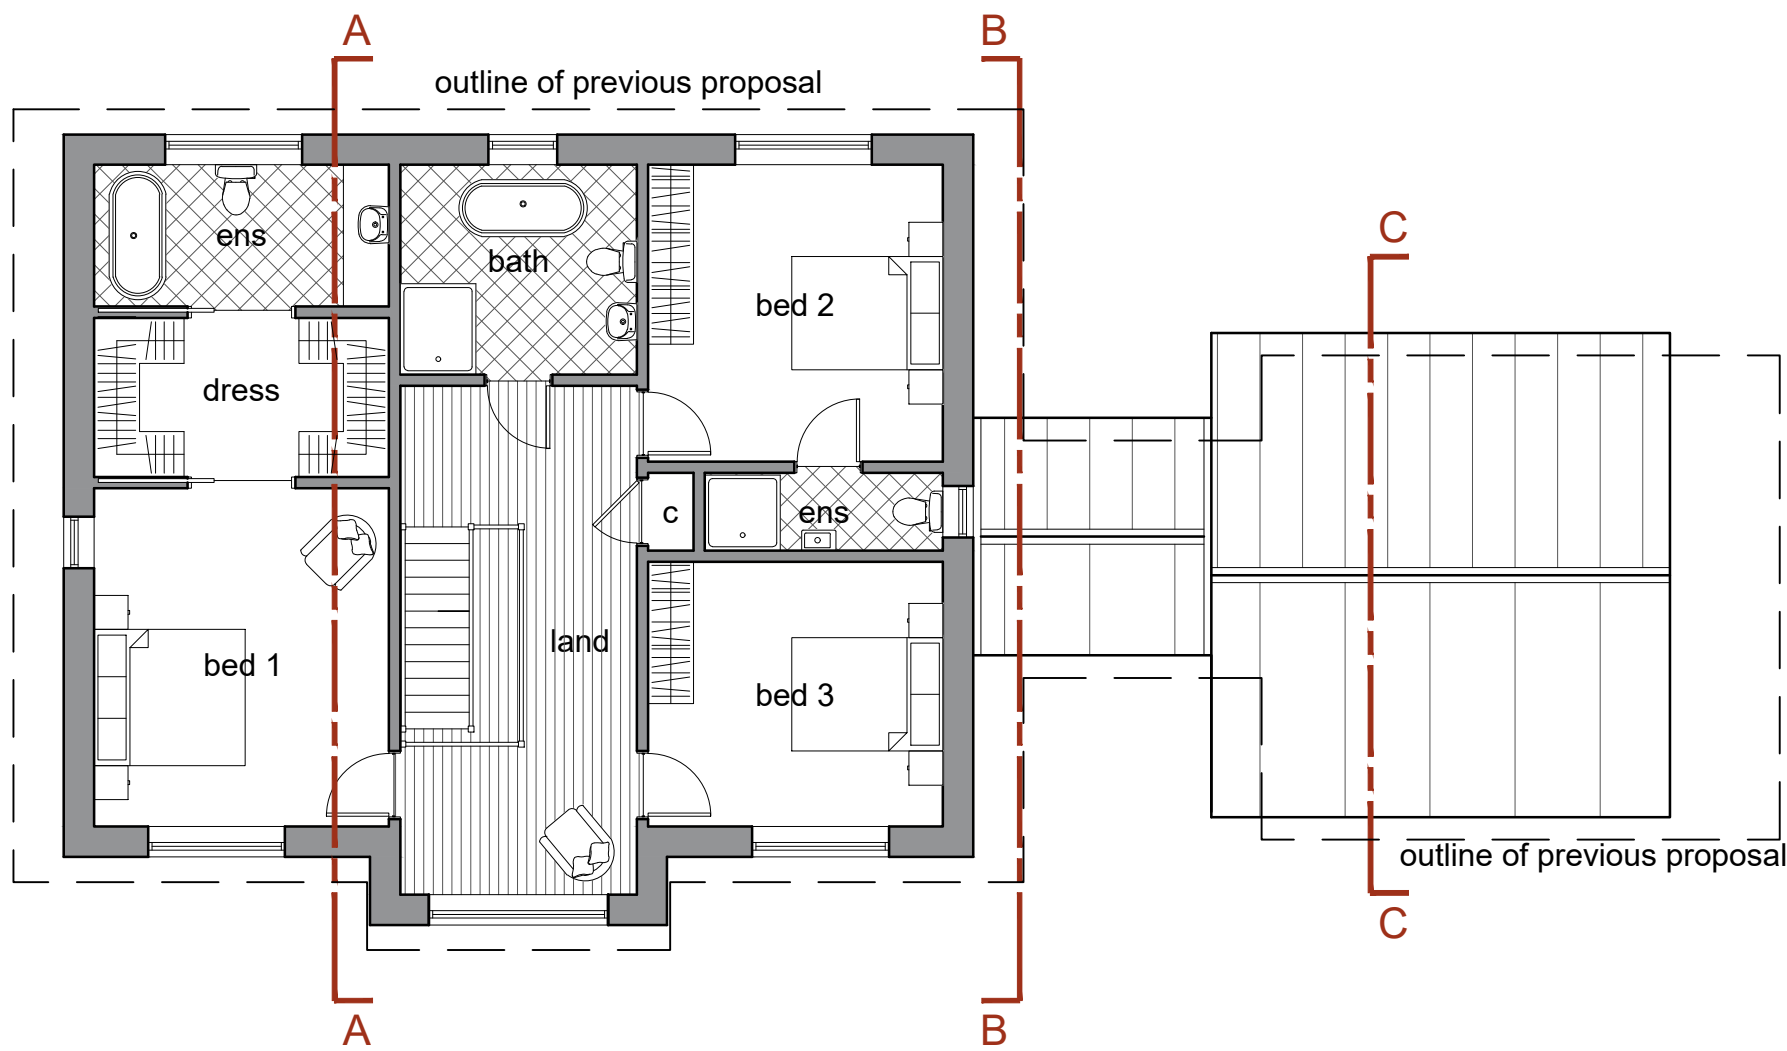 A
B
outline of previous proposal
C
ens
bath
bed 2
dress
c
ens
land
bed 1
bed 3
outline of previous proposal
C
A
B